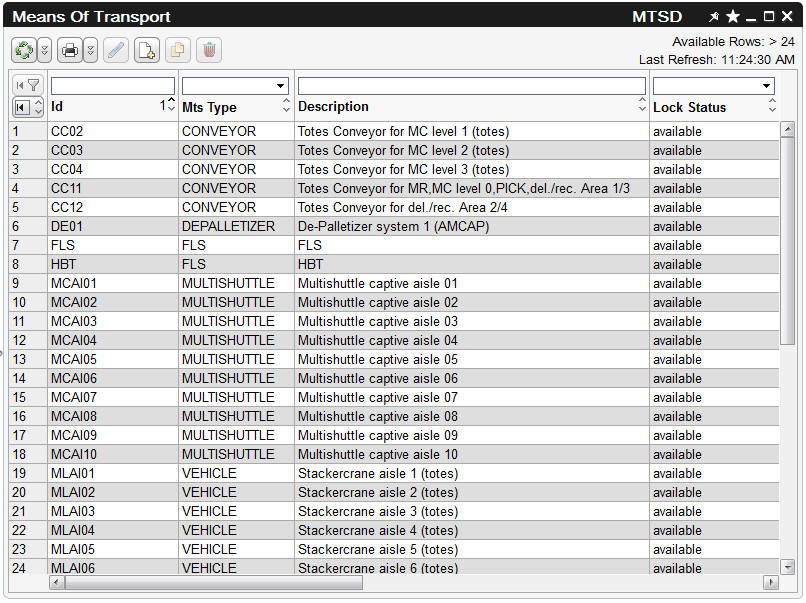 Means Of Transport MTSD
Available Rows: > 24
Last Refresh: 11:24:30 AM
Id 1 Mts Type Description Lock Status
1 CC02 CONVEYOR Totes Conveyor for MC level 1 (totes) available
2 CC03 CONVEYOR Totes Conveyor for MC level 2 (totes) available
3 CC04 CONVEYOR Totes Conveyor for MC level 3 (totes) available
4 CC11 CONVEYOR Totes Conveyor for MR,MC level 0,PICK,del./rec. Area 1/3 available
5 CC12 CONVEYOR Totes Conveyor for del./rec. Area 2/4 available
6 DE01 DEPALLETIZER De-Palletizer system 1 (AMCAP) available
7 FLS FLS FLS available
8 HBT FLS HBT available
9 MCAI01 MULTISHUTTLE Multishuttle captive aisle 01 available
10 MCAI02 MULTISHUTTLE Multishuttle captive aisle 02 available
11 MCAI03 MULTISHUTTLE Multishuttle captive aisle 03 available
12 MCAI04 MULTISHUTTLE Multishuttle captive aisle 04 available
13 MCAI05 MULTISHUTTLE Multishuttle captive aisle 05 available
14 MCAI06 MULTISHUTTLE Multishuttle captive aisle 06 available
15 MCAI07 MULTISHUTTLE Multishuttle captive aisle 07 available
16 MCAI08 MULTISHUTTLE Multishuttle captive aisle 08 available
17 MCAI09 MULTISHUTTLE Multishuttle captive aisle 09 available
18 MCAI10 MULTISHUTTLE Multishuttle captive aisle 10 available
19 MLAI01 VEHICLE Stackercrane aisle 1 (totes) available
20 MLAI02 VEHICLE Stackercrane aisle 2 (totes) available
21 MLAI03 VEHICLE Stackercrane aisle 3 (totes) available
22 MLAI04 VEHICLE Stackercrane aisle 4 (totes) available
23 MLAI05 VEHICLE Stackercrane aisle 5 (totes) available
24 MLAI06 VEHICLE Stackercrane aisle 6 (totes) available